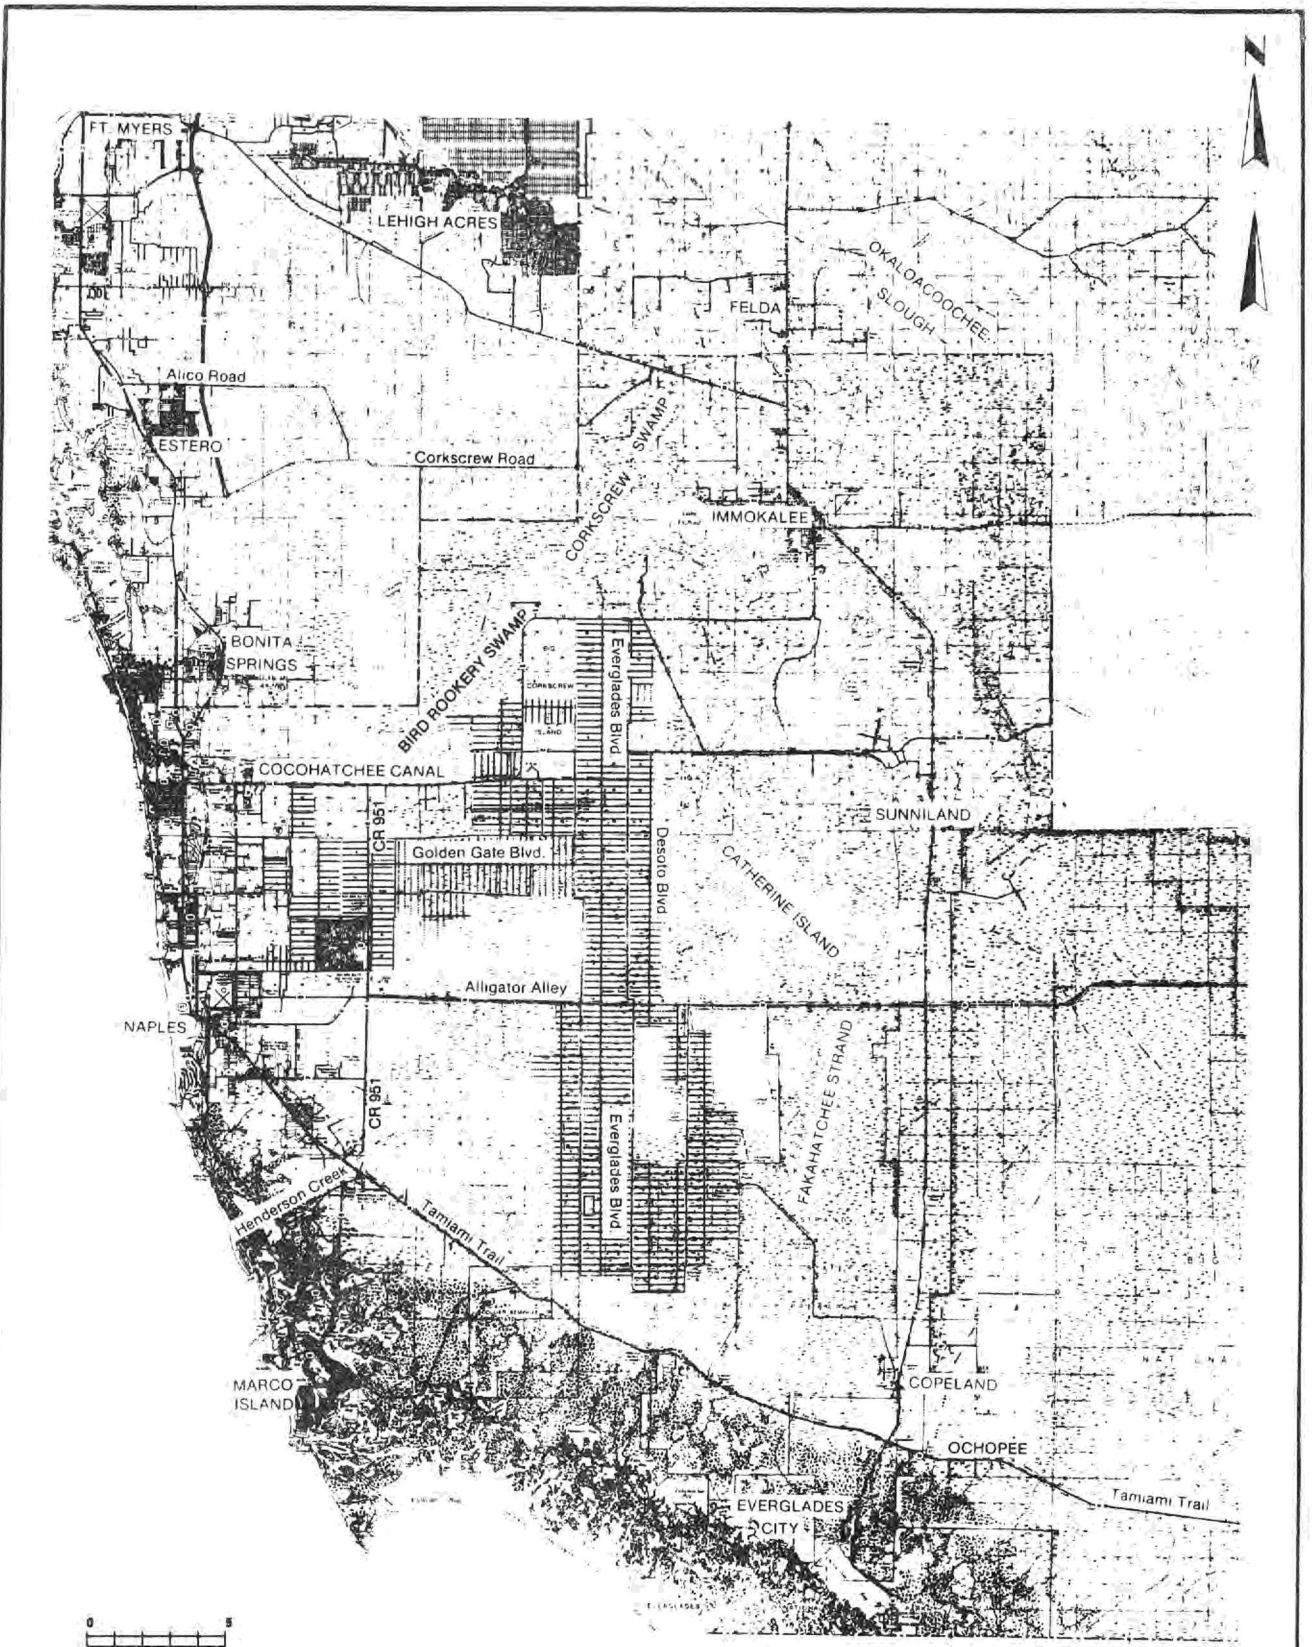 N
FT. MYERS
LEHIGH ACRES
OKALOACOOCHEE
SLOUGH
FELDA
Alico Road
ESTERO
CORKSCREW SWAMP
Corkscrew Road
IMMOKALEE
BONITA
SPRINGS
BIRD ROOKERY SWAMP
Everglades Blvd.
CORKSCREW
ISLAND
COCOHATCHEE CANAL
SUNNILAND
CR 951
Golden Gate Blvd.
Desoto Blvd
CATHERINE ISLAND
Alligator Alley
NAPLES
FAKAHATCHEE STRAND
CR 951
Everglades Blvd.
Henderson Creek
Tamiami Trail
MARCO
ISLAND
COPELAND
OCHOPEE
EVERGLADES
CITY
Tamiami Trail
0 5